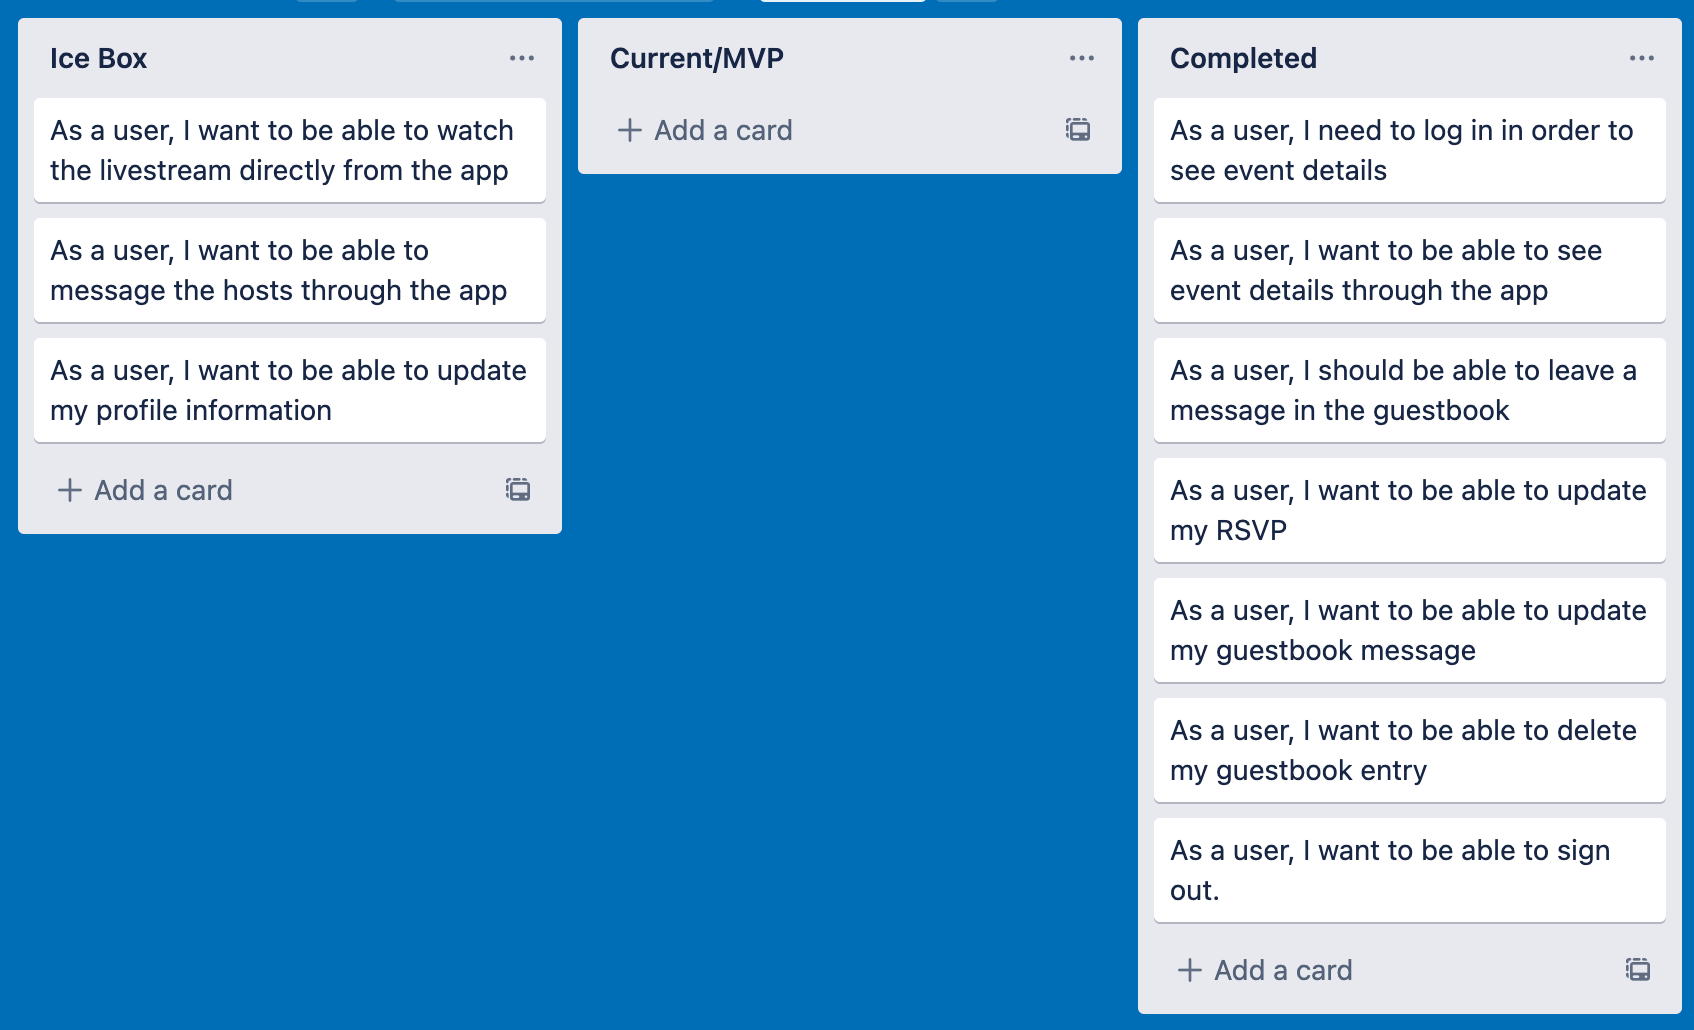 Ice Box
As a user, I want to be able to watch
the livestream directly from the app
As a user, I want to be able to
message the hosts through the app
As a user, I want to be able to update
my profile information
+ Add a card
Current/MVP
+ Add a card
Completed
As a user, I need to log in in order to
see event details
As a user, I want to be able to see
event details through the app
As a user, I should be able to leave a
message in the guestbook
As a user, I want to be able to update
my RSVP
As a user, I want to be able to update
my guestbook message
As a user, I want to be able to delete
my guestbook entry
As a user, I want to be able to sign
out.
+ Add a card